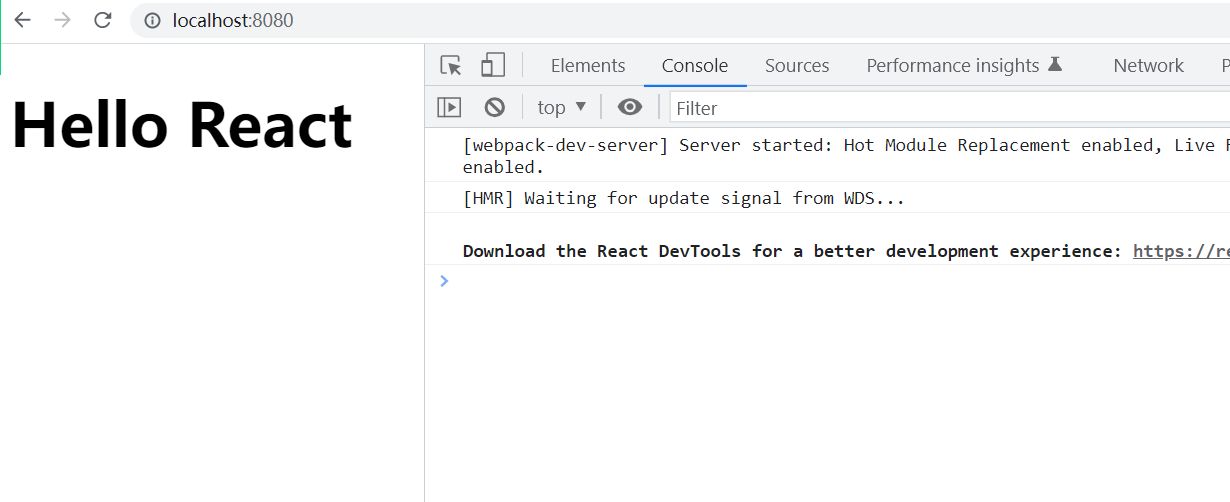 localhost:8080
Elements Console Sources Performance insights Network
top Filter
Hello React
[webpack-dev-server] Server started: Hot Module Replacement enabled, Live
enabled.
[HMR] Waiting for update signal from WDS...
Download the React DevTools for a better development experience: https://re